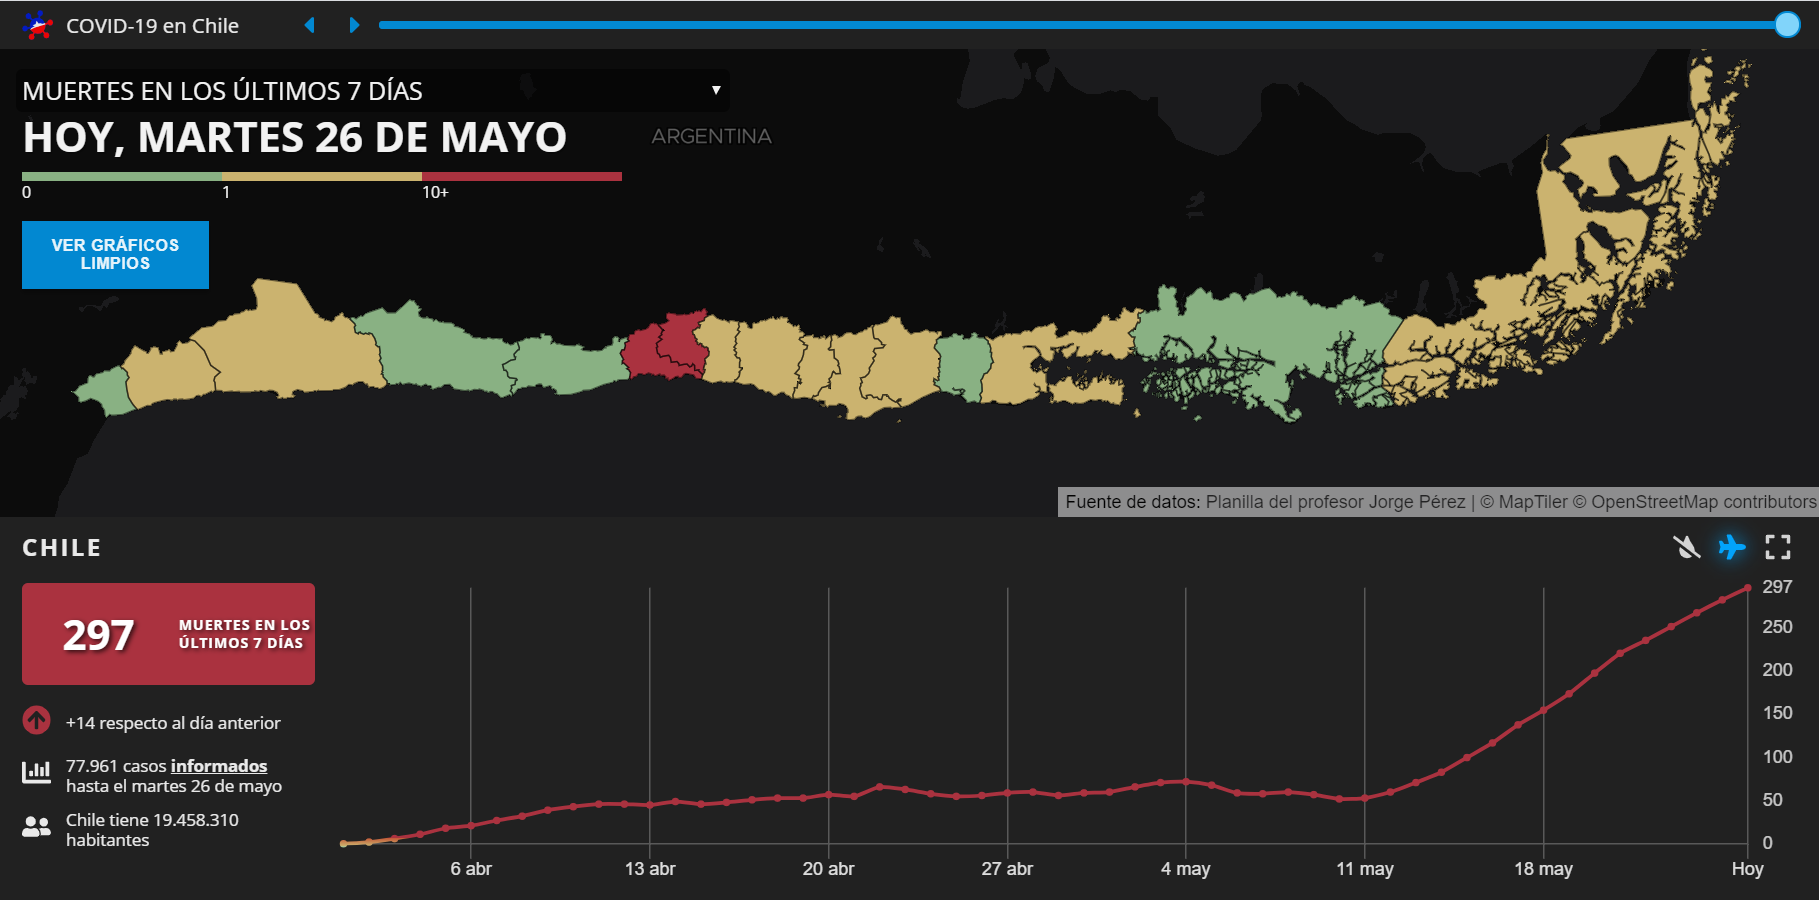 COVID-19 en Chile
MUERTES EN LOS ÚLTIMOS 7 DÍAS
HOY, MARTES 26 DE MAYO
ARGENTINA
0 1 10+
VER GRÁFICOS
LIMPIOS
Fuente de datos: Planilla del profesor Jorge Pérez | © MapTiler © OpenStreetMap contributors
CHILE
297
MUERTES EN LOS
ÚLTIMOS 7 DÍAS
+14 respecto al día anterior
77.961 casos informados
hasta el martes 26 de mayo
Chile tiene 19.458.310
habitantes
297
250
200
150
100
50
0
6 abr 13 abr 20 abr 27 abr 4 may 11 may 18 may Hoy